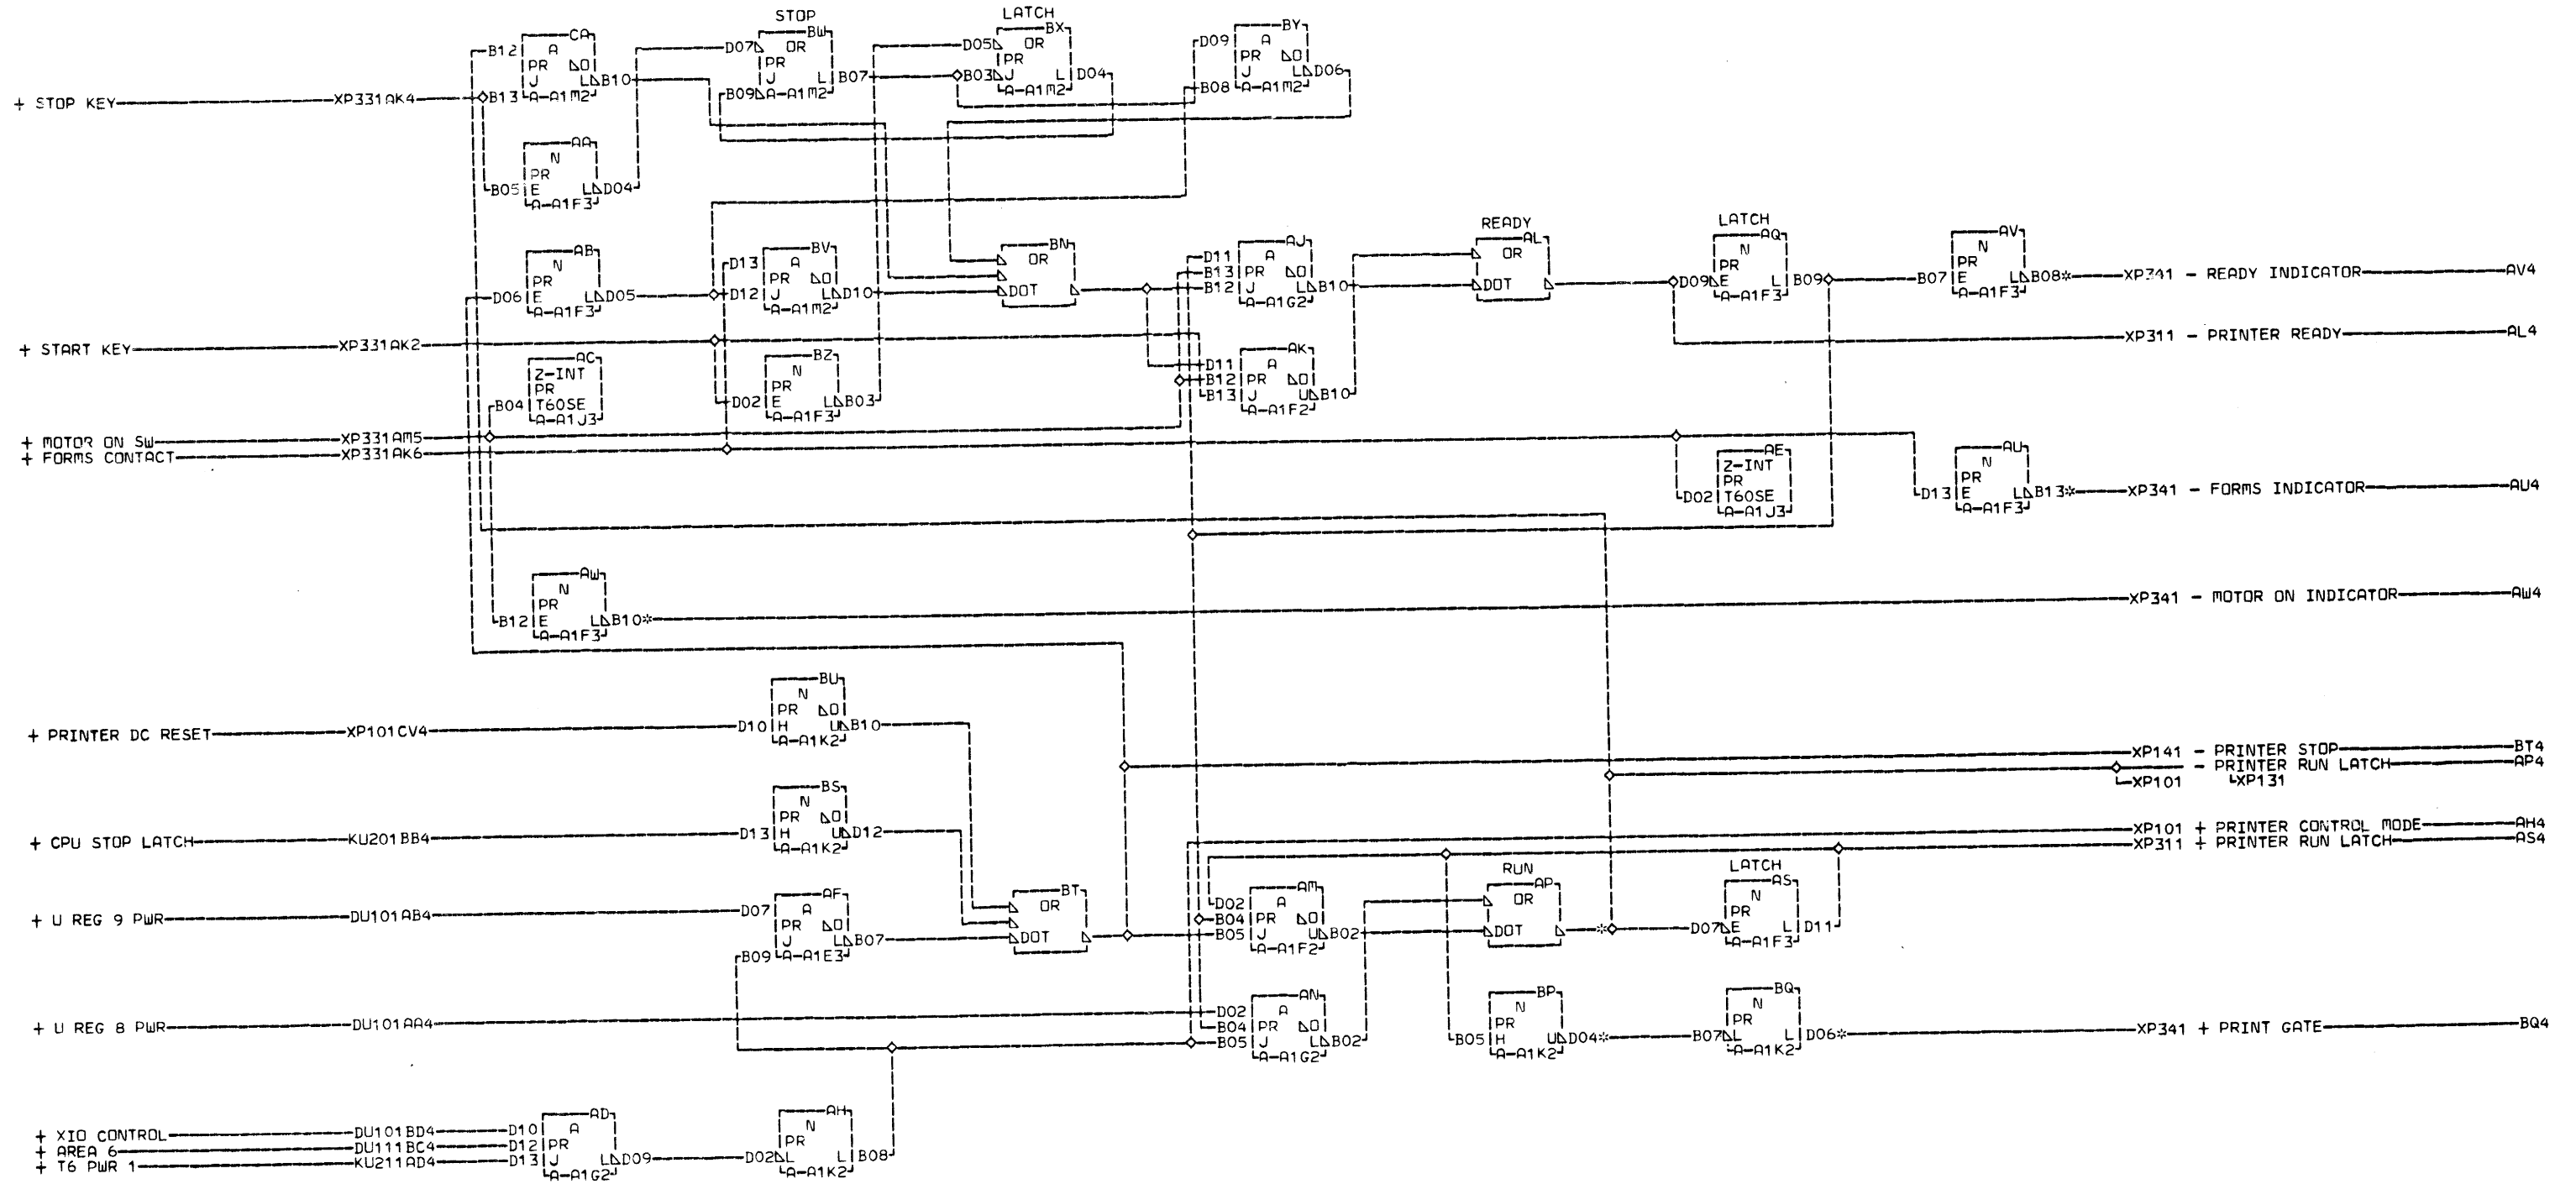 STOP
LATCH
CA
A
PR
J L
A-A1M2
B12
B13
B10
BW
OR
PR
J L
A-A1M2
D07
B09
B07
BX
OR
PR
J L
A-A1M2
D05
B03
D04
BY
A
PR
J L
A-A1M2
D09
B08
D06
+ STOP KEY XP331AK4
AA
N
PR
E L
A-A1F3
B05
D04
AB
N
PR
E L
A-A1F3
D06
D05
BV
A
PR
J L
A-A1M2
D13
D12
D10
BN
OR
DOT
AJ
A
PR
J L
A-A1G2
D11
B13
B12
B10
READY
AL
OR
DOT
LATCH
AQ
N
PR
E L
A-A1F3
D09
B09
AV
N
PR
E L
A-A1F3
B07
B08*
XP341 - READY INDICATOR AV4
+ START KEY XP331AK2
XP311 - PRINTER READY AL4
AC
Z-INT
PR
T60SE
A-A1J3
B04
BZ
N
PR
E L
A-A1F3
D02
B03
AK
A
PR
J U
A-A1F2
D11
B12
B13
B10
+ MOTOR ON SW XP331AM5
+ FORMS CONTACT XP331AK6
AE
Z-INT
PR
T60SE
A-A1J3
D02
AU
N
PR
E L
A-A1F3
D13
B13*
XP341 - FORMS INDICATOR AU4
AW
N
PR
E L
A-A1F3
B12
B10*
XP341 - MOTOR ON INDICATOR AW4
+ PRINTER DC RESET XP101CV4
BU
N
PR
H U
A-A1K2
D10
B10
XP141 - PRINTER STOP BT4
- PRINTER RUN LATCH AP4
XP101 XP131
+ CPU STOP LATCH KU201BB4
BS
N
PR
H U
A-A1K2
D13
D12
XP101 + PRINTER CONTROL MODE AH4
XP311 + PRINTER RUN LATCH AS4
+ U REG 9 PWR DU101AB4
AF
A
PR
J L
A-A1E3
D07
B09
B07
BT
OR
DOT
AM
A
PR
J U
A-A1F2
D02
B04
B05
B02
RUN
AP
OR
DOT
*
LATCH
AS
N
PR
E L
A-A1F3
D07
D11
+ U REG 8 PWR DU101AA4
AN
A
PR
J L
A-A1G2
D02
B04
B05
B02
BP
N
PR
H U
A-A1K2
B05
D04*
BQ
N
PR
L L
A-A1K2
B07
D06*
XP341 + PRINT GATE BQ4
+ XIO CONTROL DU101BD4 D10
+ AREA 6 DU111BC4 D12
+ T6 PWR 1 KU211AD4 D13
AD
A
PR
J L
A-A1G2
D09
AH
N
PR
L L
A-A1K2
D02
B08